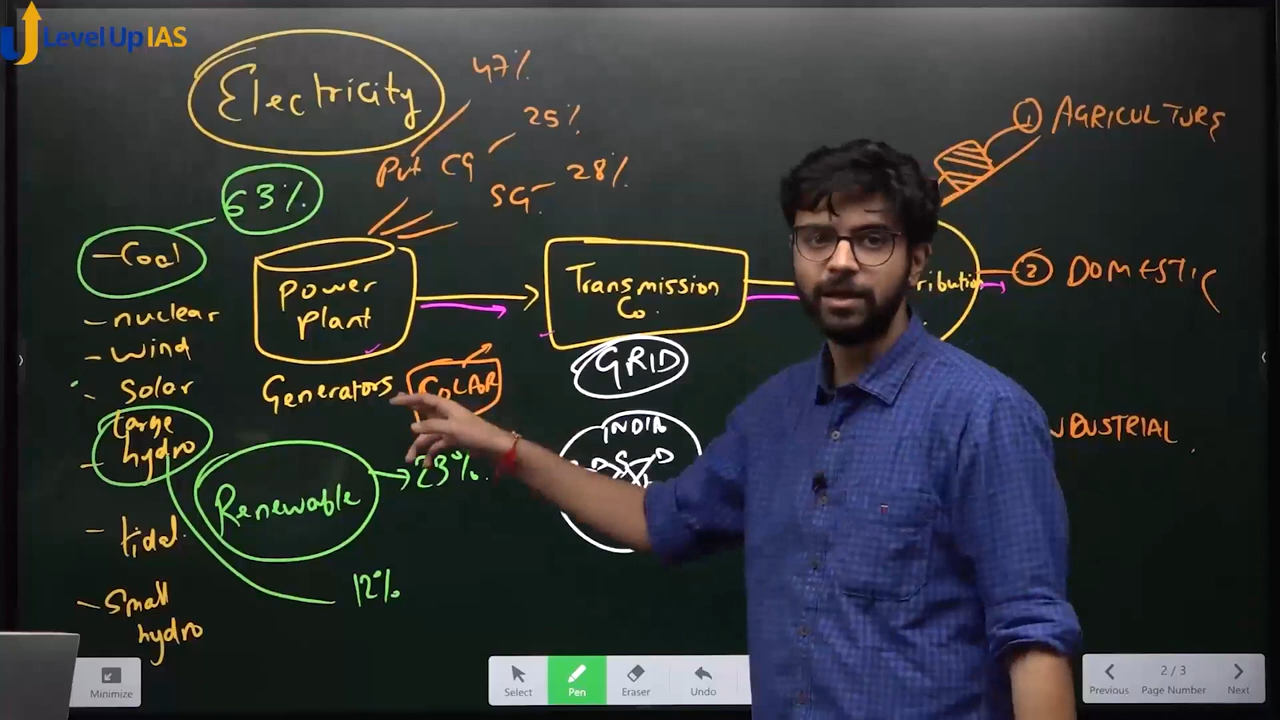 Level Up IAS
Electricity
47%
25%
Pvt CG
SG
28%
63%
- Coal
- nuclear
- wind
- Solar
Large
- hydro
- tidal
- Small
hydro
Power
plant
Generators
SOLAR
Renewable
23%
12%
Transmission
Co.
GRID
INDIA
ribution
① AGRICULTURE
② DOMESTIC
NDUSTRIAL
Minimize
Select
Pen
Eraser
Undo
Previous
2 / 3
Page Number
Next